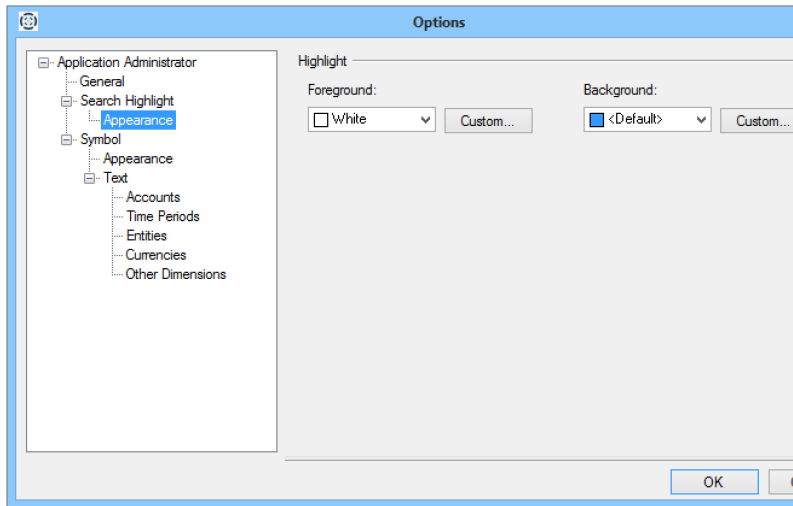 Options
Application Administrator
General
Search Highlight
Appearance
Symbol
Appearance
Text
Accounts
Time Periods
Entities
Currencies
Other Dimensions
Highlight
Foreground: Background:
White Custom... <Default> Custom...
OK